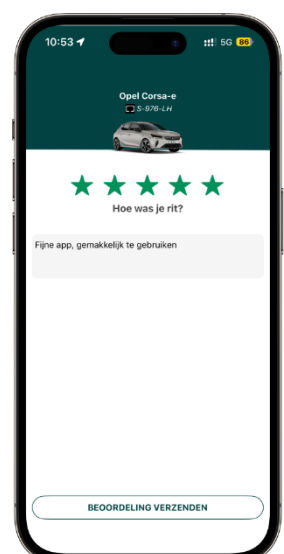 10:53
5G 86
Opel Corsa-e
S-976-LH
Hoe was je rit?
Fijne app, gemakkelijk te gebruiken
BEOORDELING VERZENDEN